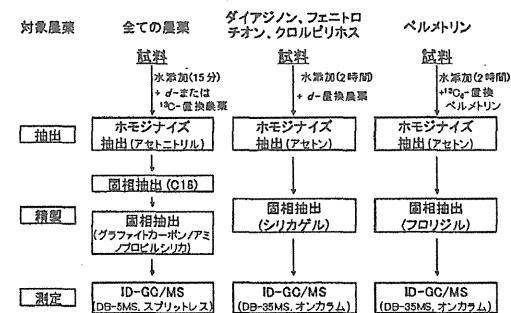 対象農薬
全ての農薬
ダイアジノン、フェニトロ
チオン、クロルピリホス
ペルメトリン
試料
試料
試料
水添加(15分)
+ d-または
¹³C-置換農薬
水添加(2時間)
+ d-置換農薬
水添加(2時間)
+¹³C₆-置換
ペルメトリン
抽出
ホモジナイズ
抽出(アセトニトリル)
ホモジナイズ
抽出(アセトン)
ホモジナイズ
抽出(アセトン)
固相抽出(C18)
精製
固相抽出
(グラファイトカーボン/アミ
ノプロピルシリカ)
固相抽出
(シリカゲル)
固相抽出
(フロリジル)
測定
ID-GC/MS
(DB-5MS, スプリットレス)
ID-GC/MS
(DB-35MS, オンカラム)
ID-GC/MS
(DB-35MS, オンカラム)